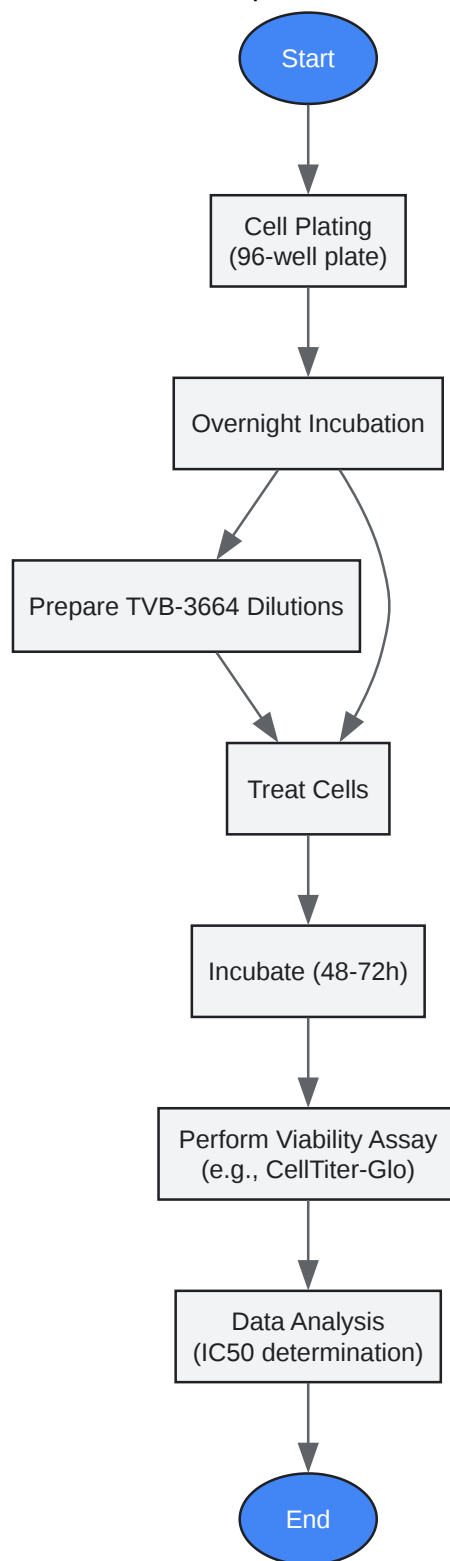 Start
Cell Plating
(96-well plate)
Overnight Incubation
Prepare TVB-3664 Dilutions
Treat Cells
Incubate (48-72h)
Perform Viability Assay
(e.g., CellTiter-Glo)
Data Analysis
(IC50 determination)
End